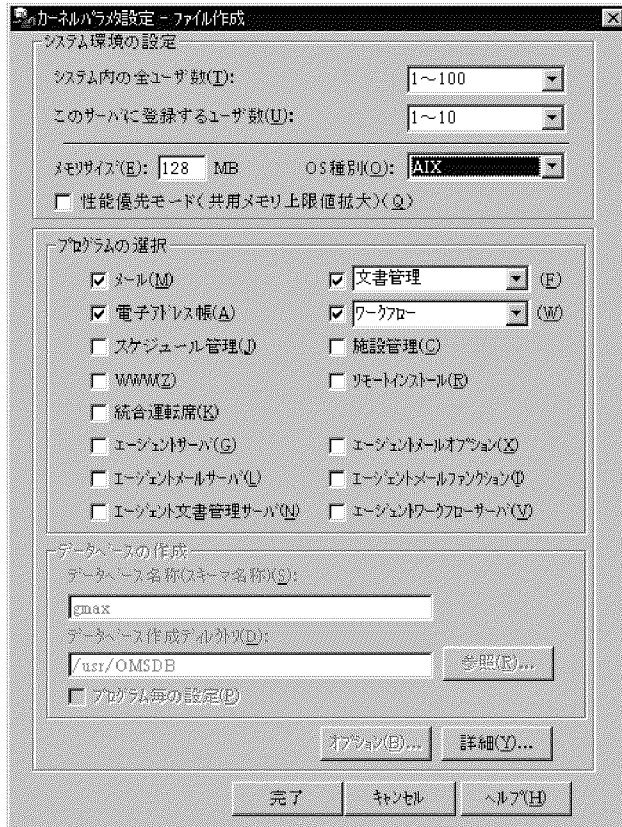 カーネルパラメタ設定 - ファイル作成
システム環境の設定
システム内の全ユーザ数(T): 1～100
このサーバに登録するユーザ数(U): 1～10
メモリサイズ(E): 128 MB OS種別(O): AIX
性能優先モード(共用メモリ上限値拡大)(Q)
プログラムの選択
メール(M) 文書管理 (F)
電子アドレス帳(A) ワークフロー (W)
スケジュール管理(J) 施設管理(C)
WWW(Z) リモートインストール(R)
統合運転席(K)
エージェントサーバ(G) エージェントメールオプション(X)
エージェントメールサーバ(L) エージェントメールファンクション(I)
エージェント文書管理サーバ(N) エージェントワークフローサーバ(V)
データベースの作成
データベース名称(スキーマ名称)(S):
gmax
データベース作成ディレクトリ(D):
/usr/OMSDB 参照(R)...
プログラム毎の設定(P)
オプション(B)... 詳細(Y)...
完了 キャンセル ヘルプ(H)